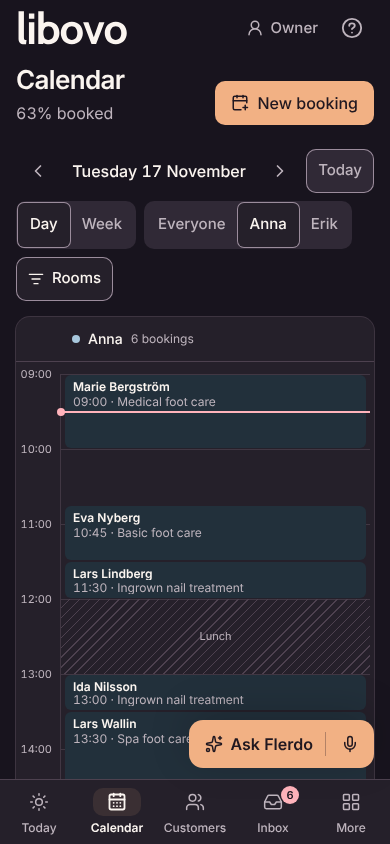 libovo
Owner
Calendar
63% booked
New booking
Tuesday 17 November
Today
Day
Week
Everyone
Anna
Erik
Rooms
Anna 6 bookings
09:00
Marie Bergström
09:00 · Medical foot care
10:00
Eva Nyberg
11:00
10:45 · Basic foot care
Lars Lindberg
11:30 · Ingrown nail treatment
12:00
Lunch
13:00
Ida Nilsson
13:00 · Ingrown nail treatment
Lars Wallin
13:30 · Spa foot care
14:00
Ask Flerdo
6
Today
Calendar
Customers
Inbox
More